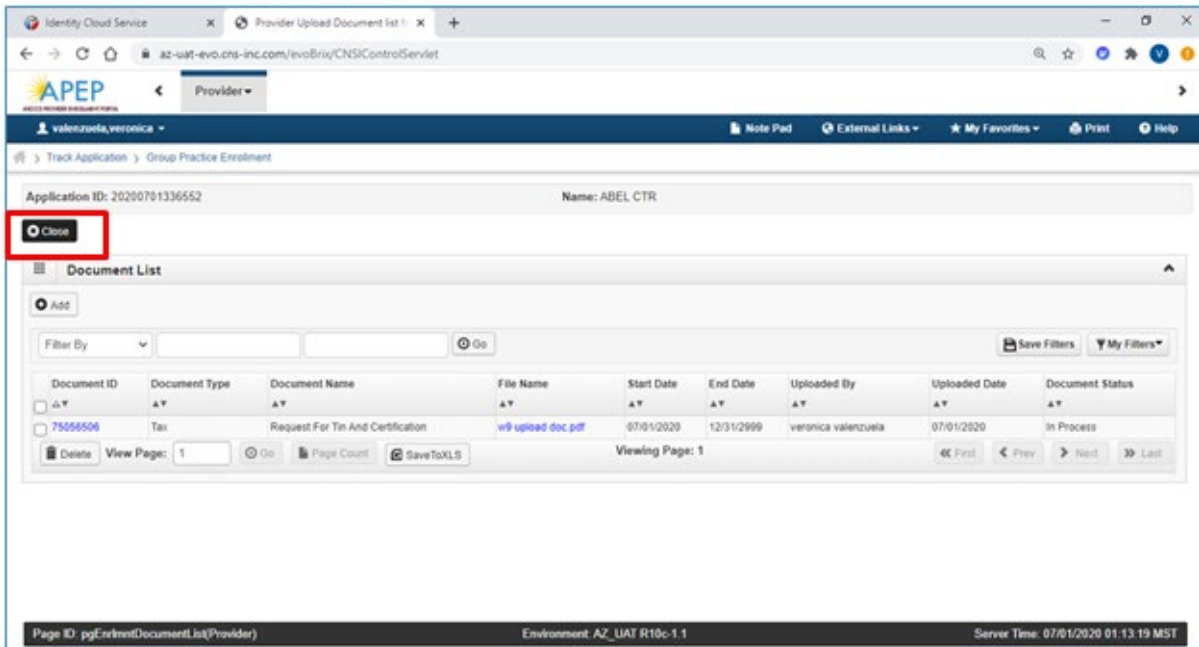 Identity Cloud Service
Provider Upload Document list f
az-uat-evo.cns-inc.com/evoBrix/CNSIControlServlet
APEP
AHCCCS PROVIDER ENROLLMENT PORTAL
Provider
valenzuela,veronica
Note Pad External Links My Favorites Print Help
Track Application > Group Practice Enrollment
Application ID: 20200701336552 Name: ABEL CTR
Close
Document List
Add
Filter By Go Save Filters My Filters
Document ID Document Type Document Name File Name Start Date End Date Uploaded By Uploaded Date Document Status
75056506 Tax Request For Tin And Certification w9 upload doc.pdf 07/01/2020 12/31/2999 veronica valenzuela 07/01/2020 In Process
Delete View Page: 1 Go Page Count SaveToXLS Viewing Page: 1 First Prev Next Last
Page ID: pgEnrlmntDocumentList(Provider) Environment: AZ_UAT R10c-1.1 Server Time: 07/01/2020 01:13:19 MST